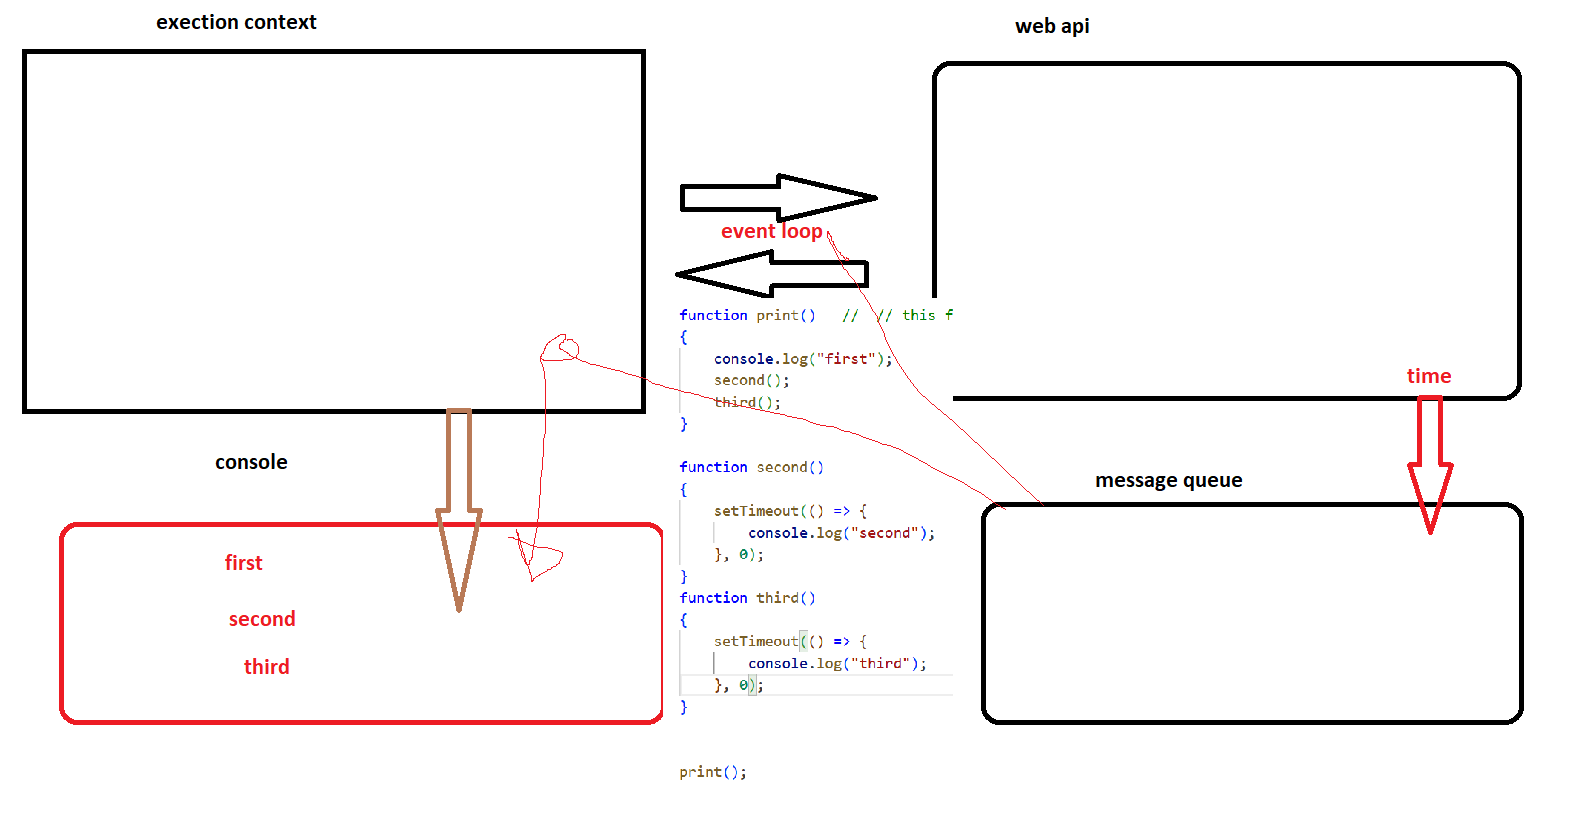 exection context
web api
event loop
function print()   //  // this f
{
    console.log("first");
    second();
    third();
}
time
console
message queue
function second()
{
    setTimeout(() => {
        console.log("second");
    }, 0);
}
function third()
{
    setTimeout(() => {
        console.log("third");
    }, 0);
}
first
second
third
print();